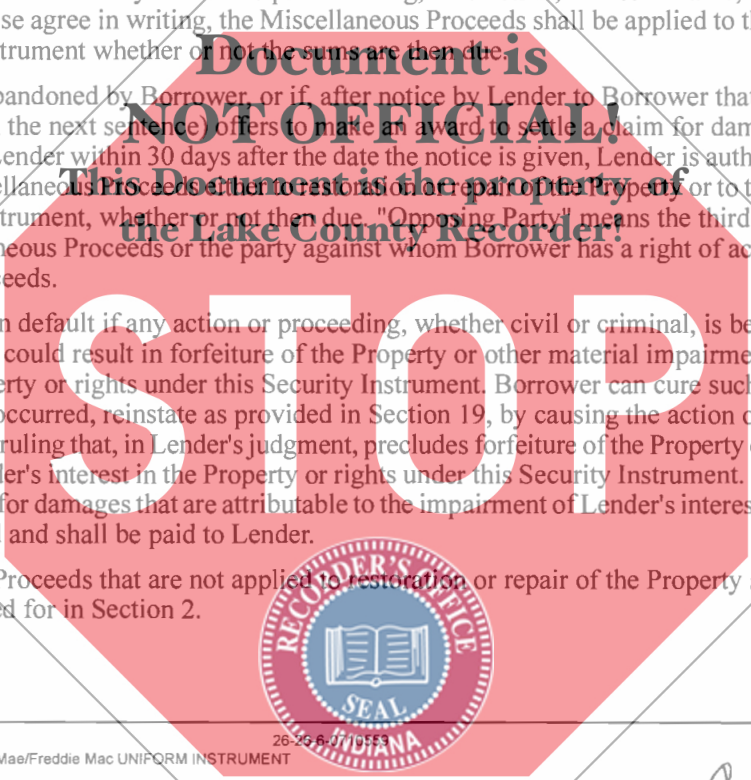 se agree in writing, the Miscellaneous Proceeds shall be applied to t
trument whether or not the sums are then due.
Document is
bandoned by Borrower, or if, after notice by Lender to Borrower tha
NOT OFFICIAL!
the next sentence) offers to make an award to settle a claim for dam
ender within 30 days after the date the notice is given, Lender is auth
This Document is the property of
ellaneous Proceeds either to restoration or repair of the Property or to t
trument, whether or not then due. "Opposing Party" means the third
the Lake County Recorder!
neous Proceeds or the party against whom Borrower has a right of ac
eeds.
n default if any action or proceeding, whether civil or criminal, is be
could result in forfeiture of the Property or other material impairme
erty or rights under this Security Instrument. Borrower can cure such
STOP
occurred, reinstate as provided in Section 19, by causing the action o
ruling that, in Lender's judgment, precludes forfeiture of the Property
er's interest in the Property or rights under this Security Instrument.
for damages that are attributable to the impairment of Lender's interes
and shall be paid to Lender.
Proceeds that are not applied to restoration or repair of the Property
ed for in Section 2.
RECORDER'S OFFICE
SEAL
INDIANA
Mae/Freddie Mac UNIFORM INSTRUMENT